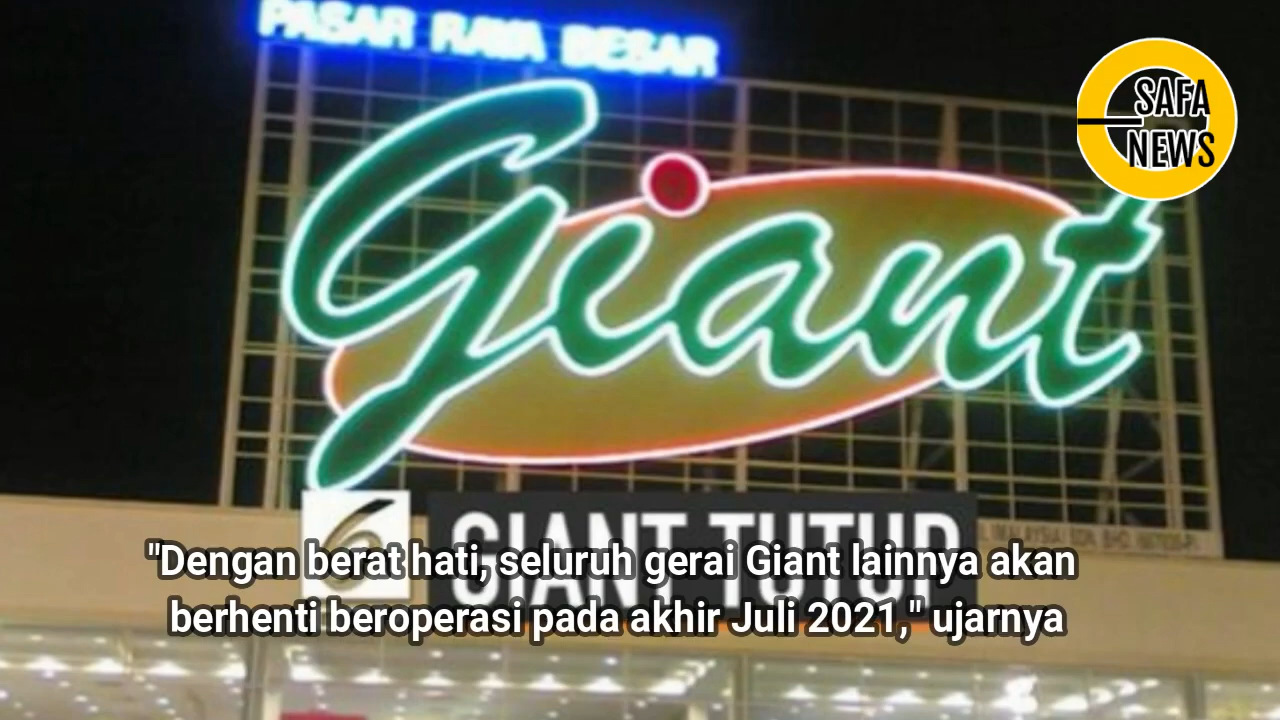 PASAR RAYA BESAR
SAFA
NEWS
Giant
GIANT TUTUP
"Dengan berat hati, seluruh gerai Giant lainnya akan
berhenti beroperasi pada akhir Juli 2021," ujarnya